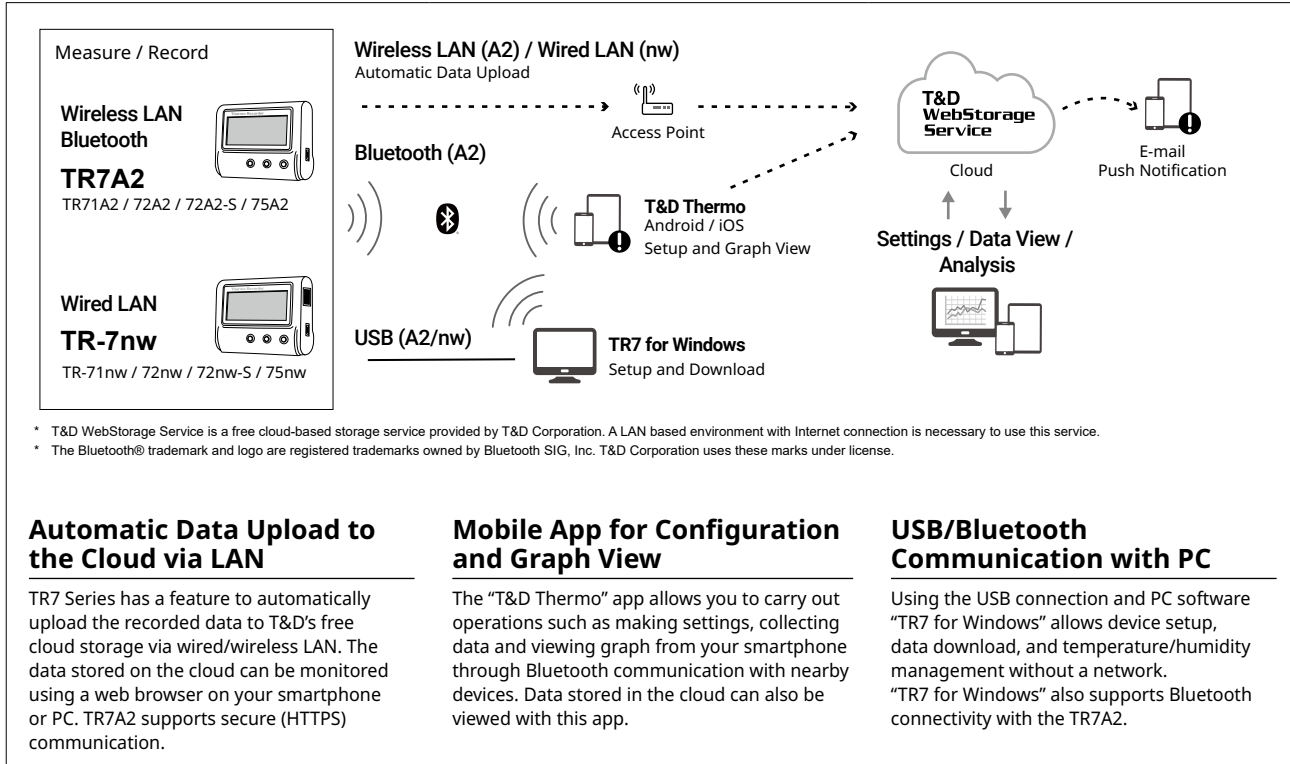 Measure / Record
Wireless LAN
Bluetooth
TR7A2
TR71A2 / 72A2 / 72A2-S / 75A2
Wired LAN
TR-7nw
TR-71nw / 72nw / 72nw-S / 75nw
Wireless LAN (A2) / Wired LAN (nw)
Automatic Data Upload
Access Point
Bluetooth (A2)
T&D Thermo
Android / iOS
Setup and Graph View
USB (A2/nw)
TR7 for Windows
Setup and Download
T&D
WebStorage
Service
Cloud
E-mail
Push Notification
Settings / Data View /
Analysis
* T&D WebStorage Service is a free cloud-based storage service provided by T&D Corporation. A LAN based environment with Internet connection is necessary to use this service.
* The Bluetooth® trademark and logo are registered trademarks owned by Bluetooth SIG, Inc. T&D Corporation uses these marks under license.
Automatic Data Upload to
the Cloud via LAN
TR7 Series has a feature to automatically
upload the recorded data to T&D's free
cloud storage via wired/wireless LAN. The
data stored on the cloud can be monitored
using a web browser on your smartphone
or PC. TR7A2 supports secure (HTTPS)
communication.
Mobile App for Configuration
and Graph View
The “T&D Thermo” app allows you to carry out
operations such as making settings, collecting
data and viewing graph from your smartphone
through Bluetooth communication with nearby
devices. Data stored in the cloud can also be
viewed with this app.
USB/Bluetooth
Communication with PC
Using the USB connection and PC software
“TR7 for Windows” allows device setup,
data download, and temperature/humidity
management without a network.
“TR7 for Windows” also supports Bluetooth
connectivity with the TR7A2.